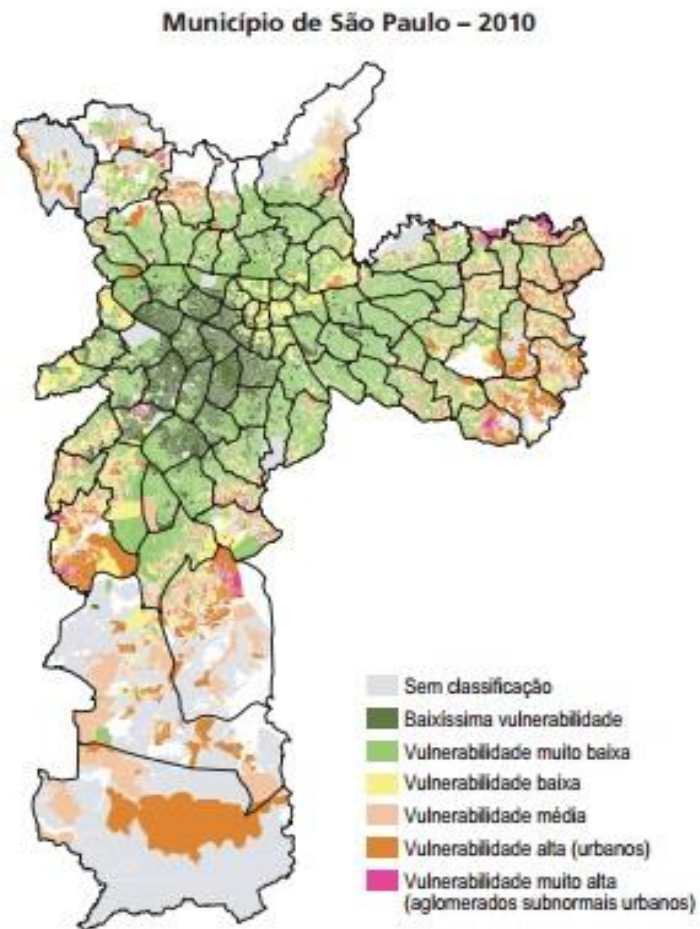 Município de São Paulo – 2010
Sem classificação
Baixíssima vulnerabilidade
Vulnerabilidade muito baixa
Vulnerabilidade baixa
Vulnerabilidade média
Vulnerabilidade alta (urbanos)
Vulnerabilidade muito alta
(aglomerados subnormais urbanos)